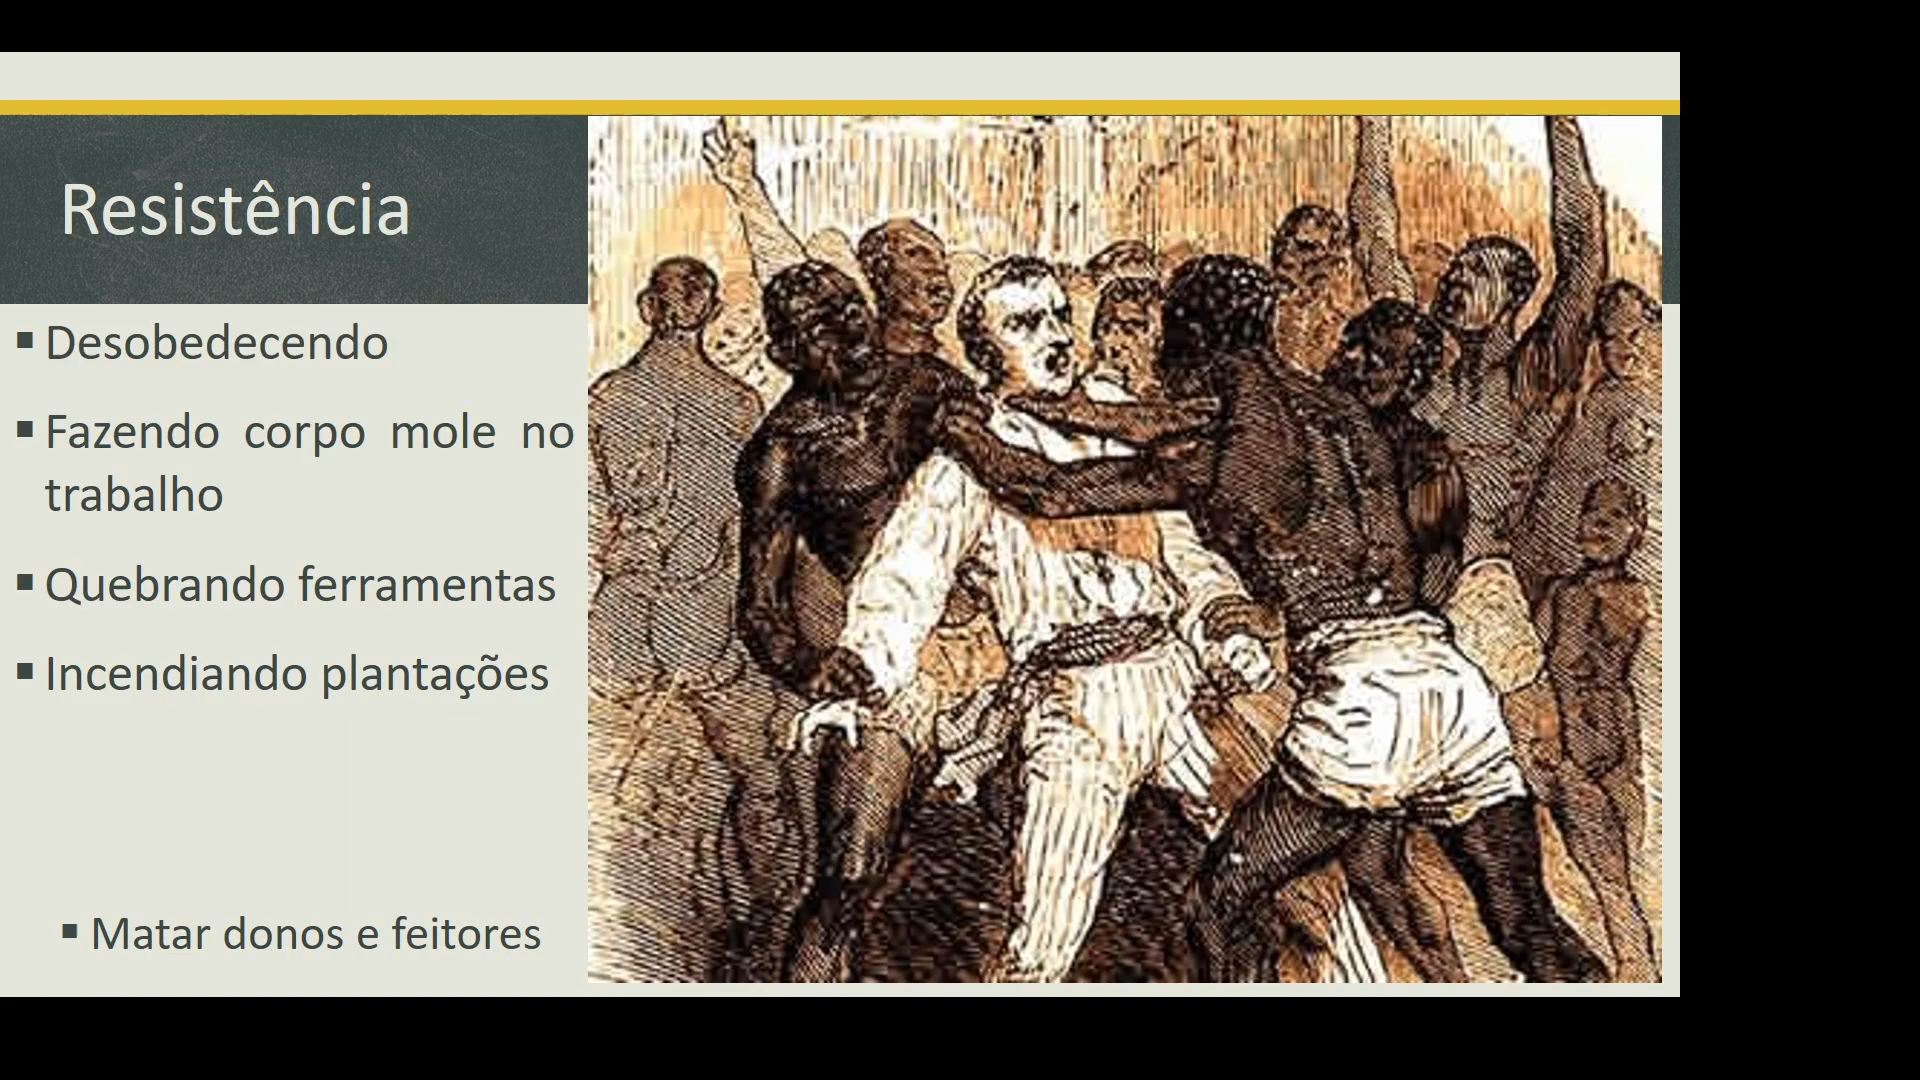 Resistência
▪ Desobedecendo
▪ Fazendo corpo mole no
trabalho
▪ Quebrando ferramentas
▪ Incendiando plantações
▪ Matar donos e feitores